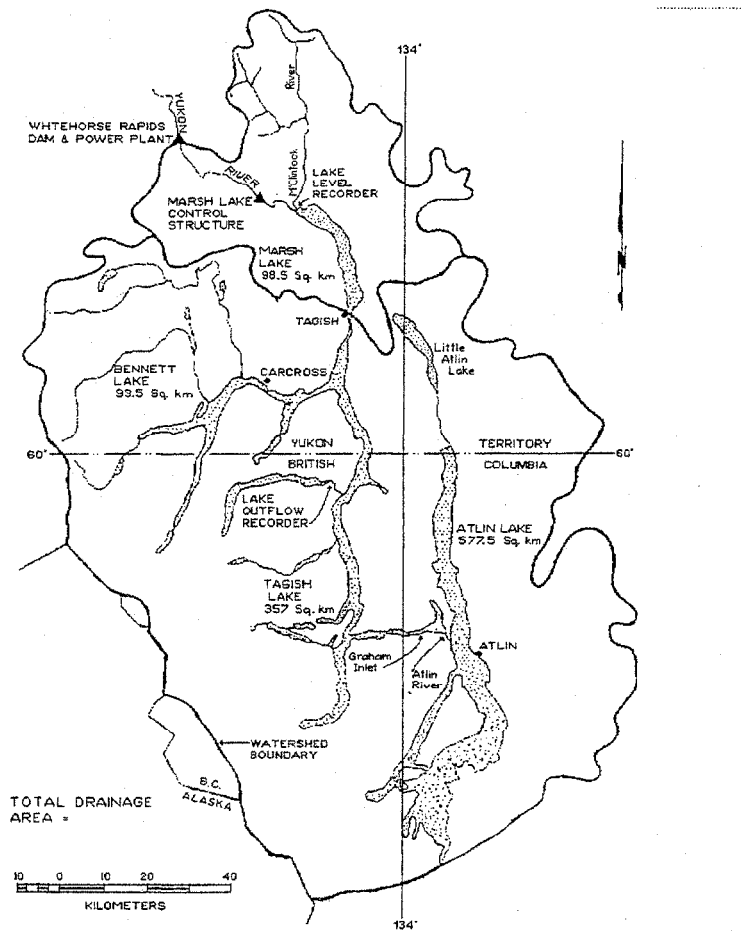 134°
River
YUKON
WHITEHORSE RAPIDS
DAM & POWER PLANT
RIVER
M'Clintock
LAKE
LEVEL
RECORDER
MARSH LAKE
CONTROL
STRUCTURE
MARSH
LAKE
98.5 Sq. km
TAGISH
Little
Atlin
Lake
BENNETT
LAKE
93.5 Sq. km
CARCROSS
YUKON
TERRITORY
60°
60°
BRITISH
COLUMBIA
LAKE
OUTFLOW
RECORDER
ATLIN LAKE
577.5 Sq. km
TAGISH
LAKE
357 Sq. km
ATLIN
Graham
Inlet
Atlin
River
WATERSHED
BOUNDARY
B.C.
ALASKA
TOTAL DRAINAGE
AREA =
10 0 10 20 30 40
KILOMETERS
134°